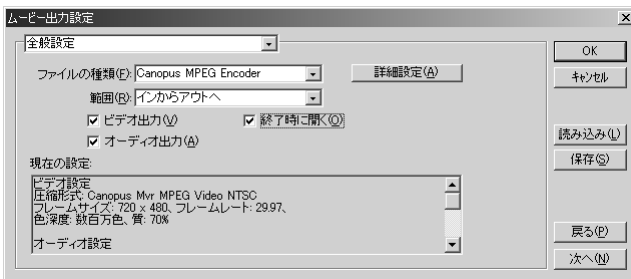 ムービー出力設定
全般設定
ファイルの種類(F): Canopus MPEG Encoder
詳細設定(A)
範囲(R): インからアウトへ
ビデオ出力(V)
終了時に開く(O)
オーディオ出力(A)
現在の設定:
ビデオ設定
圧縮形式: Canopus Mvr MPEG Video NTSC
フレームサイズ: 720 x 480、フレームレート: 29.97、
色深度: 数百万色、質: 70%
オーディオ設定
OK
キャンセル
読み込み(L)
保存(S)
戻る(P)
次へ(N)